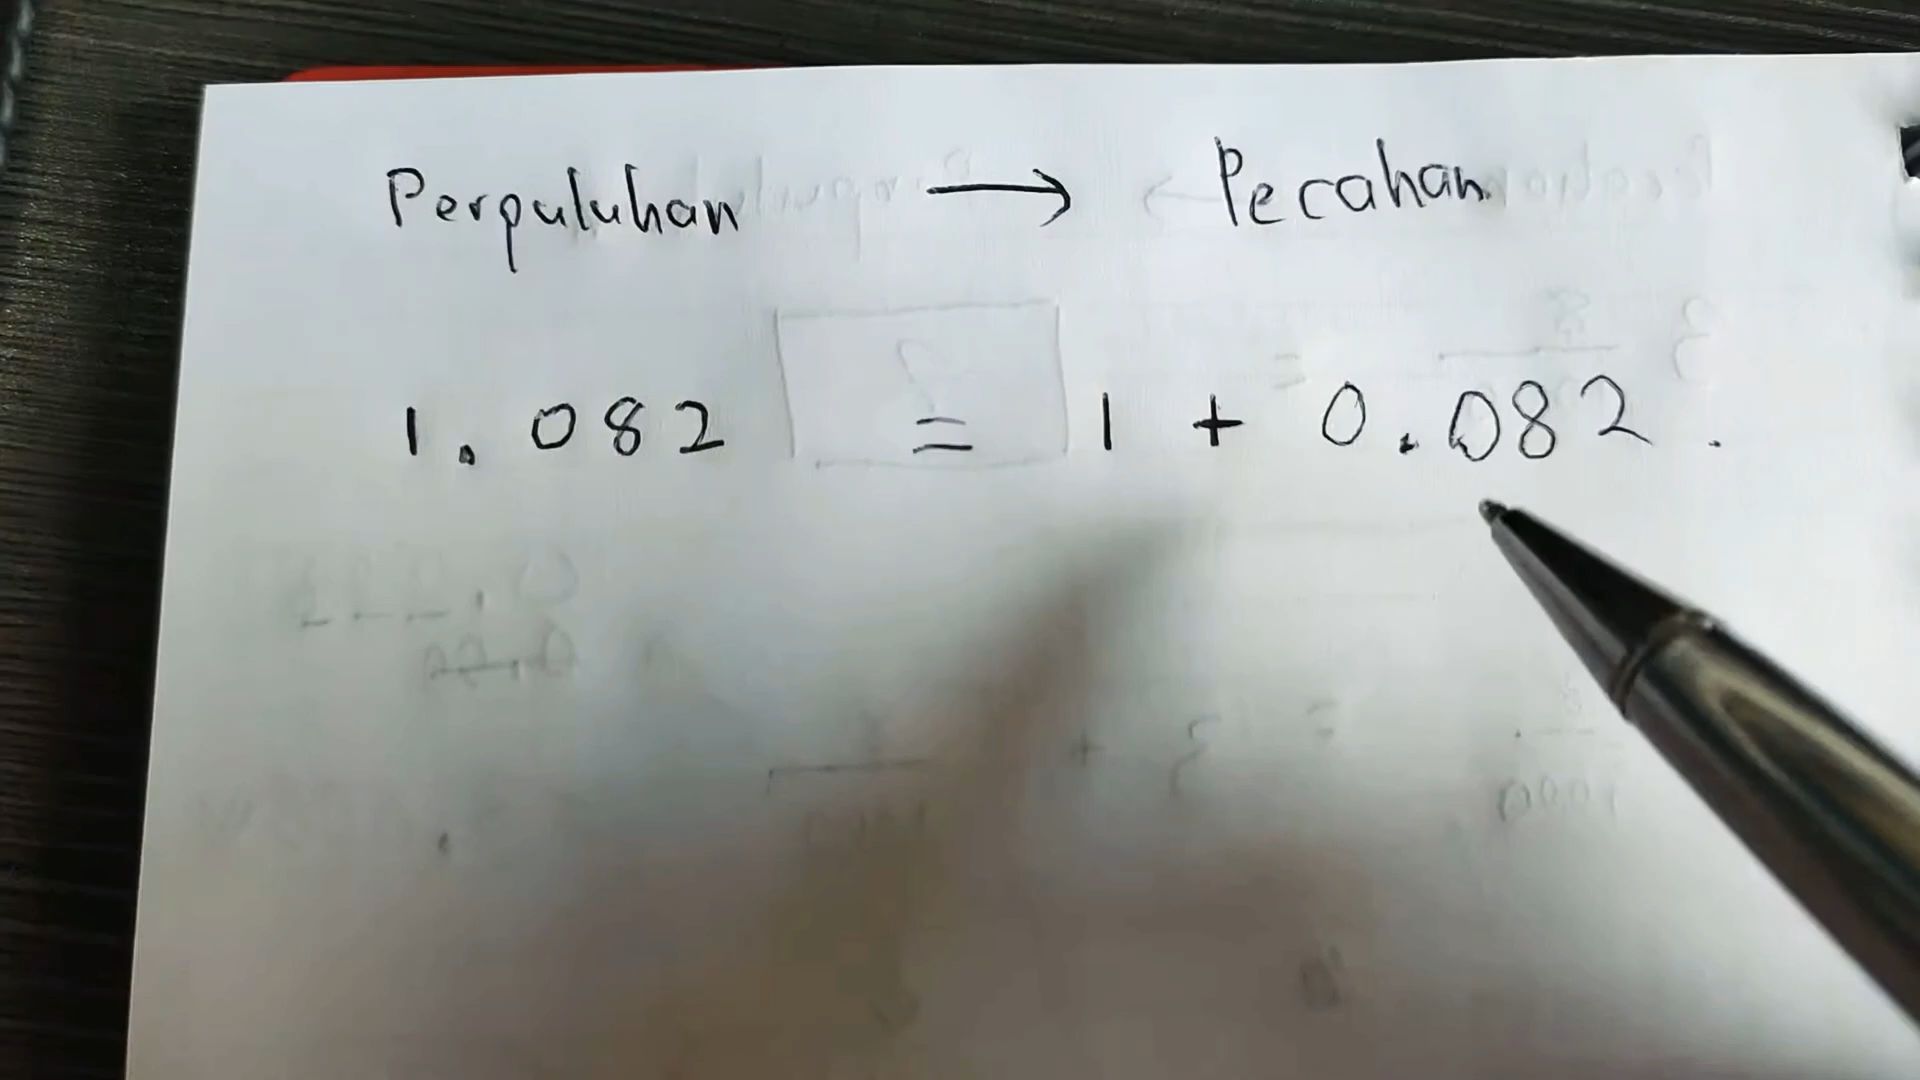 Perpuluhan → Pecahan
1.082 = 1 + 0.082.